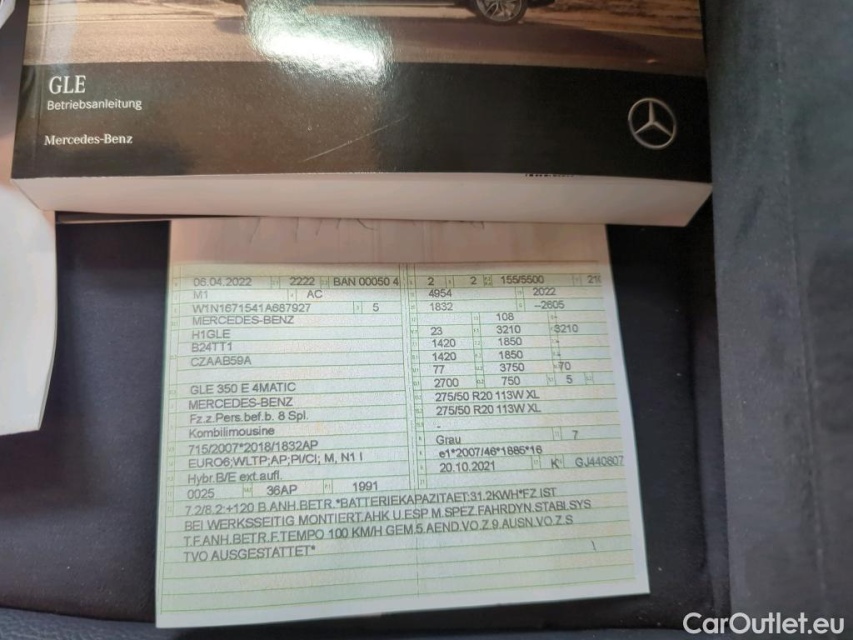 GLE
Betriebsanleitung
Mercedes-Benz
06.04.2022 2222 BAN 00050 4 2 2 155/5500
M1 AC 4954 2022
W1N1671541A687927 5 1832 -2605
MERCEDES-BENZ 108
H1GLE 23 3210 3210
B24TT1 1420 1850
CZAAB59A 1420 1850
77 3750 70
GLE 350 E 4MATIC 2700 750 5
MERCEDES-BENZ 275/50 R20 113W XL
Fz.z.Pers.bef.b. 8 Spl. 275/50 R20 113W XL
Kombilimousine -
715/2007*2018/1832AP Grau 7
EURO6;WLTP;AP;PI/CI; M, N1 I e1*2007/46*1885*16
Hybr.B/E ext.aufl. 20.10.2021 K GJ440807
0025 36AP 1991
7.2/8.2:+120 B.ANH.BETR.*BATTERIEKAPAZITAET:31.2KWH*FZ IST
BEI WERKSSEITIG MONTIERT.AHK U.ESP M.SPEZ.FAHRDYN.STABI.SYS
T.F.ANH.BETR.F.TEMPO 100 KM/H GEM.5.AEND.VO.Z.9 AUSN.VO.Z.S
TVO AUSGESTATTET*
CarOutlet.eu